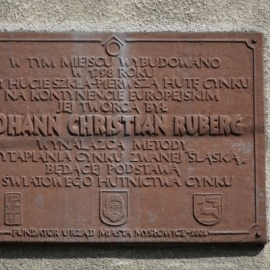 W TYM MIEJSCU WYBUDOWANO
W 1798 ROKU
HUCIE SZKŁA-PIERWSZĄ HUTĘ CYNKU
NA KONTYNENCIE EUROPEJSKIM
JEJ TWÓRCĄ BYŁ
JOHANN CHRISTIAN RUBERG
WYNALAZCA METODY
WYTAPIANIA CYNKU ZWANEJ "ŚLĄSKĄ"
BĘDĄCEJ PODSTAWĄ
ŚWIATOWEGO HUTNICTWA CYNKU
FUNDATOR URZĄD MIASTA MYSŁOWICE